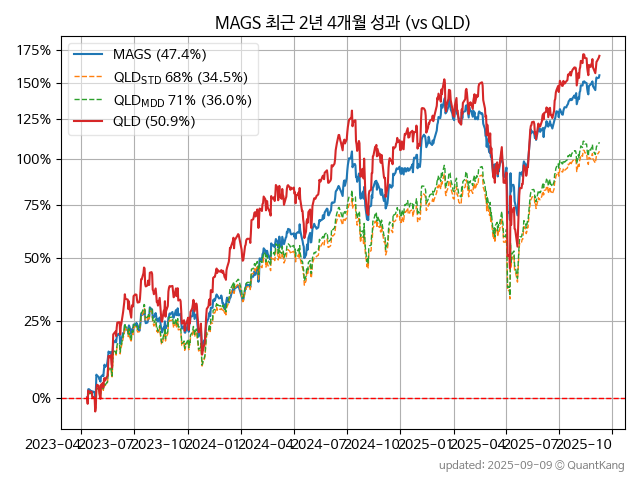 MAGS 최근 2년 4개월 성과 (vs QLD)
175%
150%
125%
100%
75%
50%
25%
0%
MAGS (47.4%)
QLD_STD 68% (34.5%)
QLD_MDD 71% (36.0%)
QLD (50.9%)
2023-04 2023-07 2023-10 2024-01 2024-04 2024-07 2024-10 2025-01 2025-04 2025-07 2025-10
updated: 2025-09-09 © QuantKang